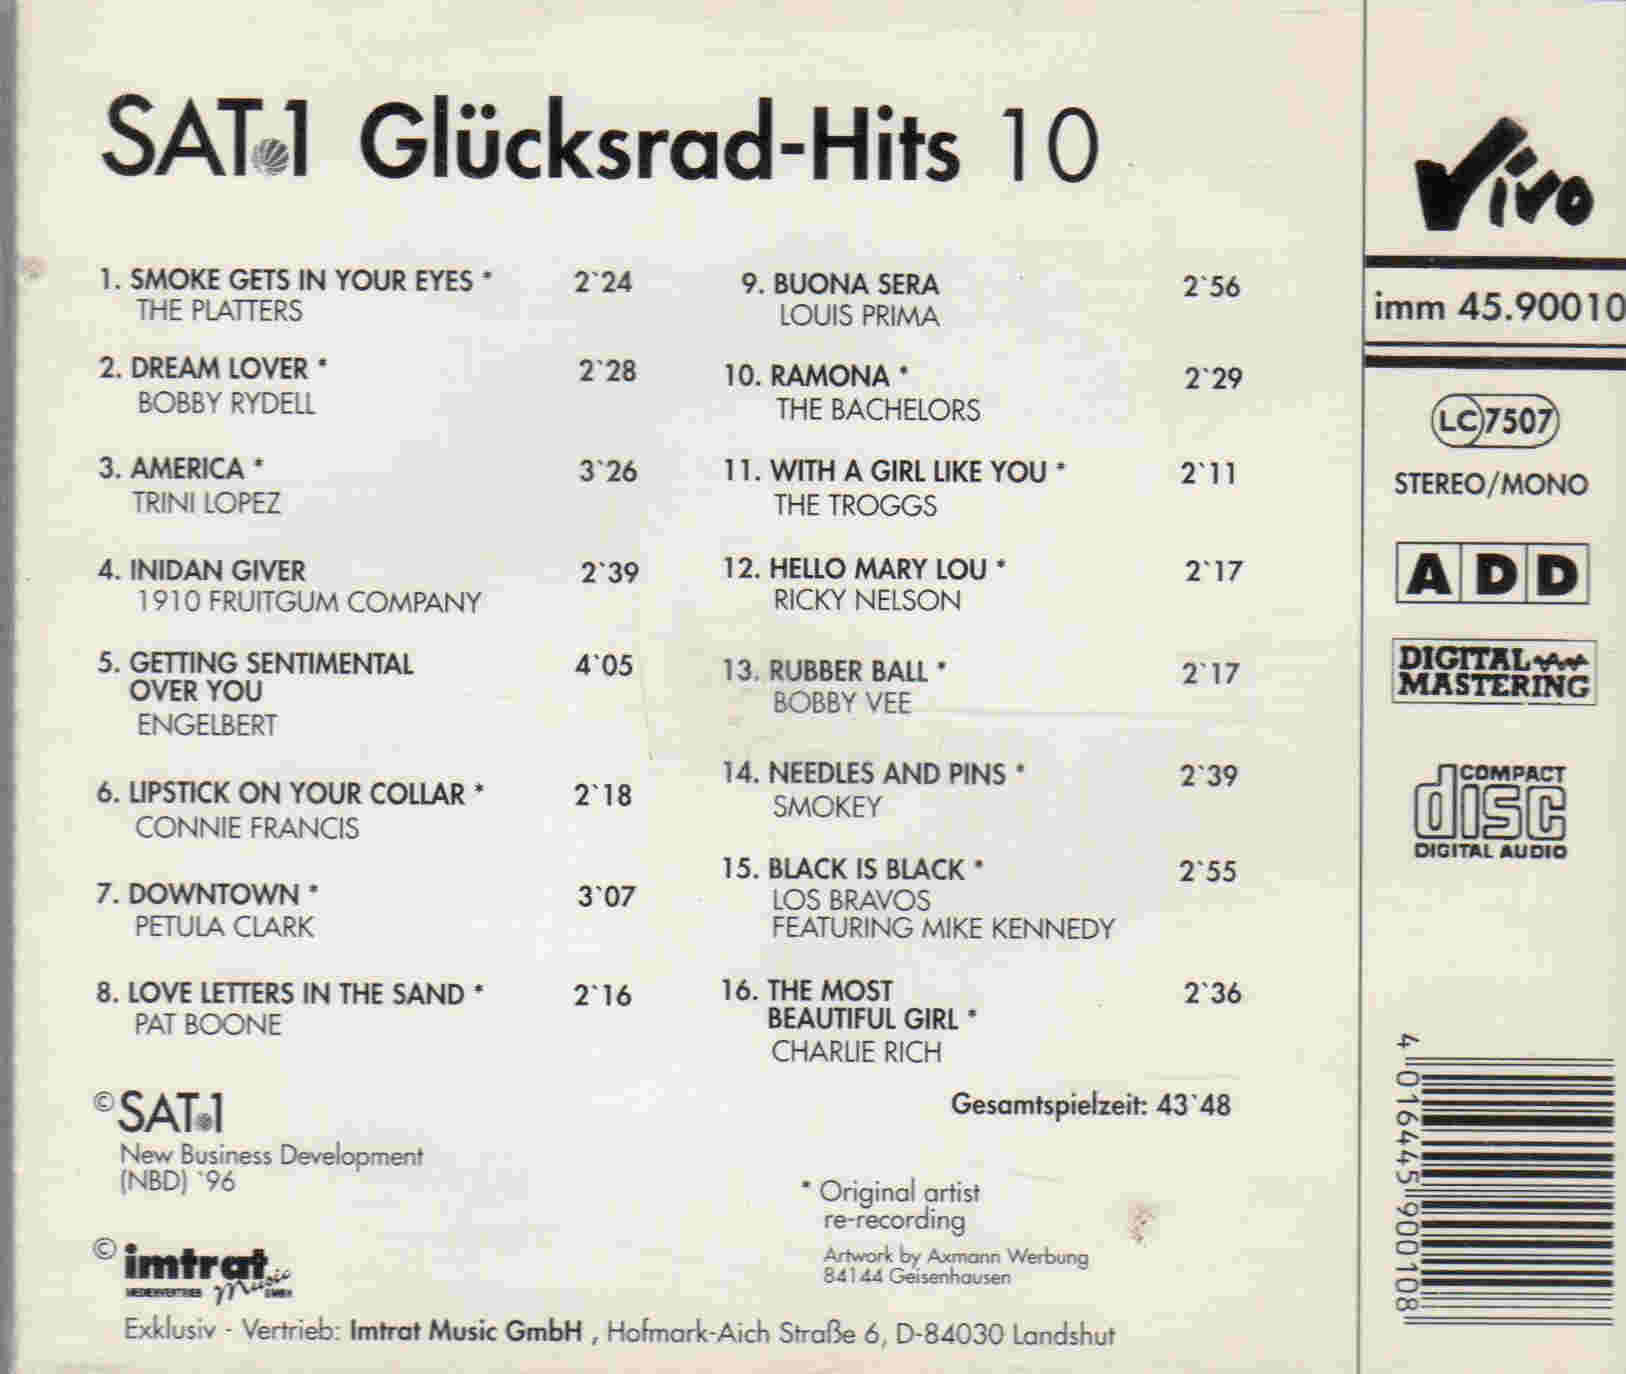 SAT.1 Glücksrad-Hits 10
1. SMOKE GETS IN YOUR EYES * 2`24
THE PLATTERS
2. DREAM LOVER * 2`28
BOBBY RYDELL
3. AMERICA * 3`26
TRINI LOPEZ
4. INIDAN GIVER 2`39
1910 FRUITGUM COMPANY
5. GETTING SENTIMENTAL 4`05
OVER YOU
ENGELBERT
6. LIPSTICK ON YOUR COLLAR * 2`18
CONNIE FRANCIS
7. DOWNTOWN * 3`07
PETULA CLARK
8. LOVE LETTERS IN THE SAND * 2`16
PAT BOONE
9. BUONA SERA 2`56
LOUIS PRIMA
10. RAMONA * 2`29
THE BACHELORS
11. WITH A GIRL LIKE YOU * 2`11
THE TROGGS
12. HELLO MARY LOU * 2`17
RICKY NELSON
13. RUBBER BALL * 2`17
BOBBY VEE
14. NEEDLES AND PINS * 2`39
SMOKEY
15. BLACK IS BLACK * 2`55
LOS BRAVOS
FEATURING MIKE KENNEDY
16. THE MOST 2`36
BEAUTIFUL GIRL *
CHARLIE RICH
Gesamtspielzeit: 43`48
© SAT.1
New Business Development
(NBD) `96
* Original artist
re-recording
Artwork by Axmann Werbung
84144 Geisenhausen
© imtrat
MEDIENVERTRIEB Music GMBH
Exklusiv - Vertrieb: Imtrat Music GmbH , Hofmark-Aich Straße 6, D-84030 Landshut
Vivo
imm 45.90010
LC 7507
STEREO/MONO
ADD
DIGITAL
MASTERING
COMPACT
disc
DIGITAL AUDIO
4 016445 900108